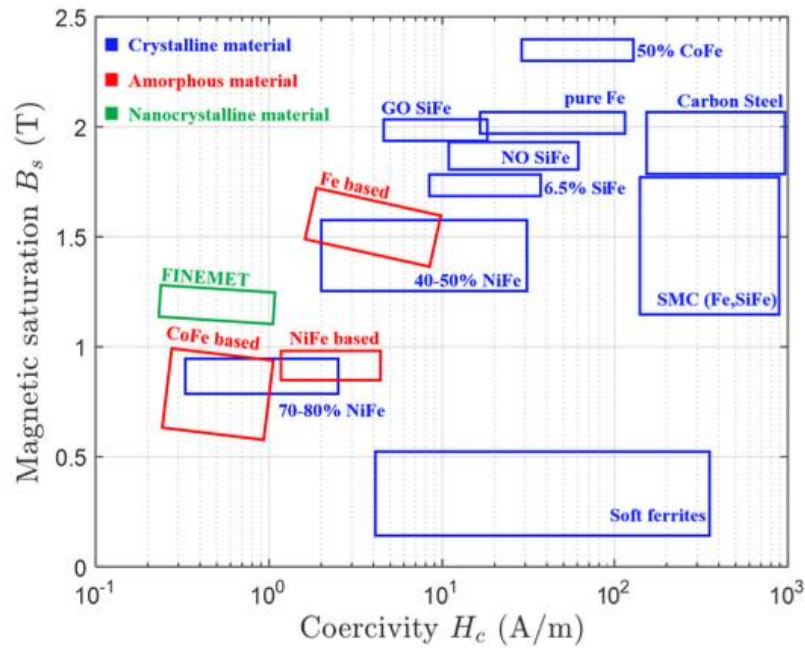 2.5
Crystalline material
50% CoFe
Amorphous material
pure Fe
Carbon Steel
GO SiFe
Nanocrystalline material
2
NO SiFe
6.5% SiFe
Fe based
1.5
40-50% NiFe
FINEMET
SMC (Fe,SiFe)
CoFe based
NiFe based
1
70-80% NiFe
0.5
Soft ferrites
0
10⁻¹
10⁰
10¹
10²
10³
Magnetic saturation Bₛ (T)
Coercivity H_c (A/m)